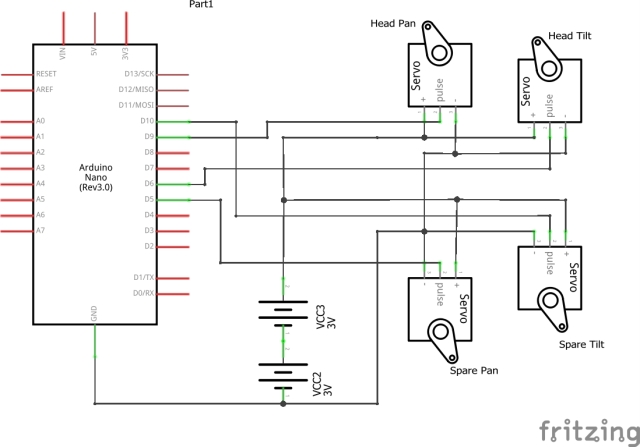 Part1
Head Pan
Head Tilt
VIN
5V
3V3
Servo
pulse
+
-
Servo
pulse
+
-
RESET
AREF
D13/SCK
D12/MISO
D11/MOSI
A0
A1
A2
A3
A4
A5
A6
A7
D10
D9
D8
D7
D6
D5
D4
D3
D2
D1/TX
D0/RX
Arduino
Nano
(Rev3.0)
GND
VCC3
3V
VCC2
3V
-
pulse
+
Servo
-
pulse
+
Servo
Spare Pan
Spare Tilt
fritzing